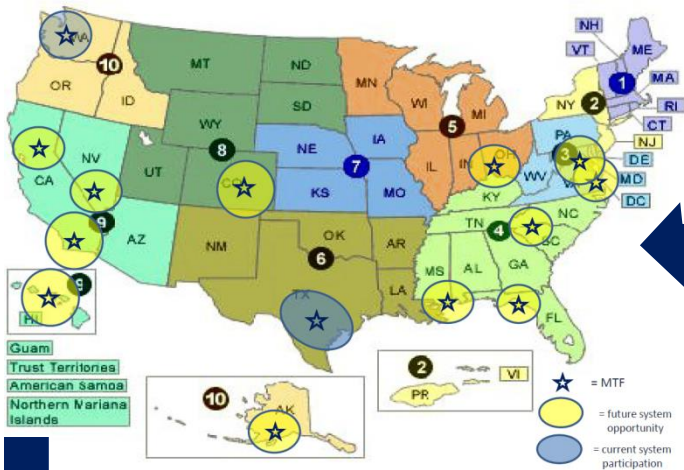 NH
ME
VT
WA
MT
ND
MN
1
MA
10
OR
ID
SD
WI
MI
NY
2
RI
CT
WY
5
8
IA
PA
NJ
NE
3
DE
NV
UT
IL
IN
OH
7
MD
CA
CO
WV
KS
MO
DC
KY
NC
9
TN
4
AZ
OK
AR
SC
NM
6
MS
AL
GA
TX
LA
FL
9
HI
Guam
Trust Territories
American Samoa
Northern Mariana
Islands
2
VI
PR
10
AK
= MTF
= future system
opportunity
= current system
participation